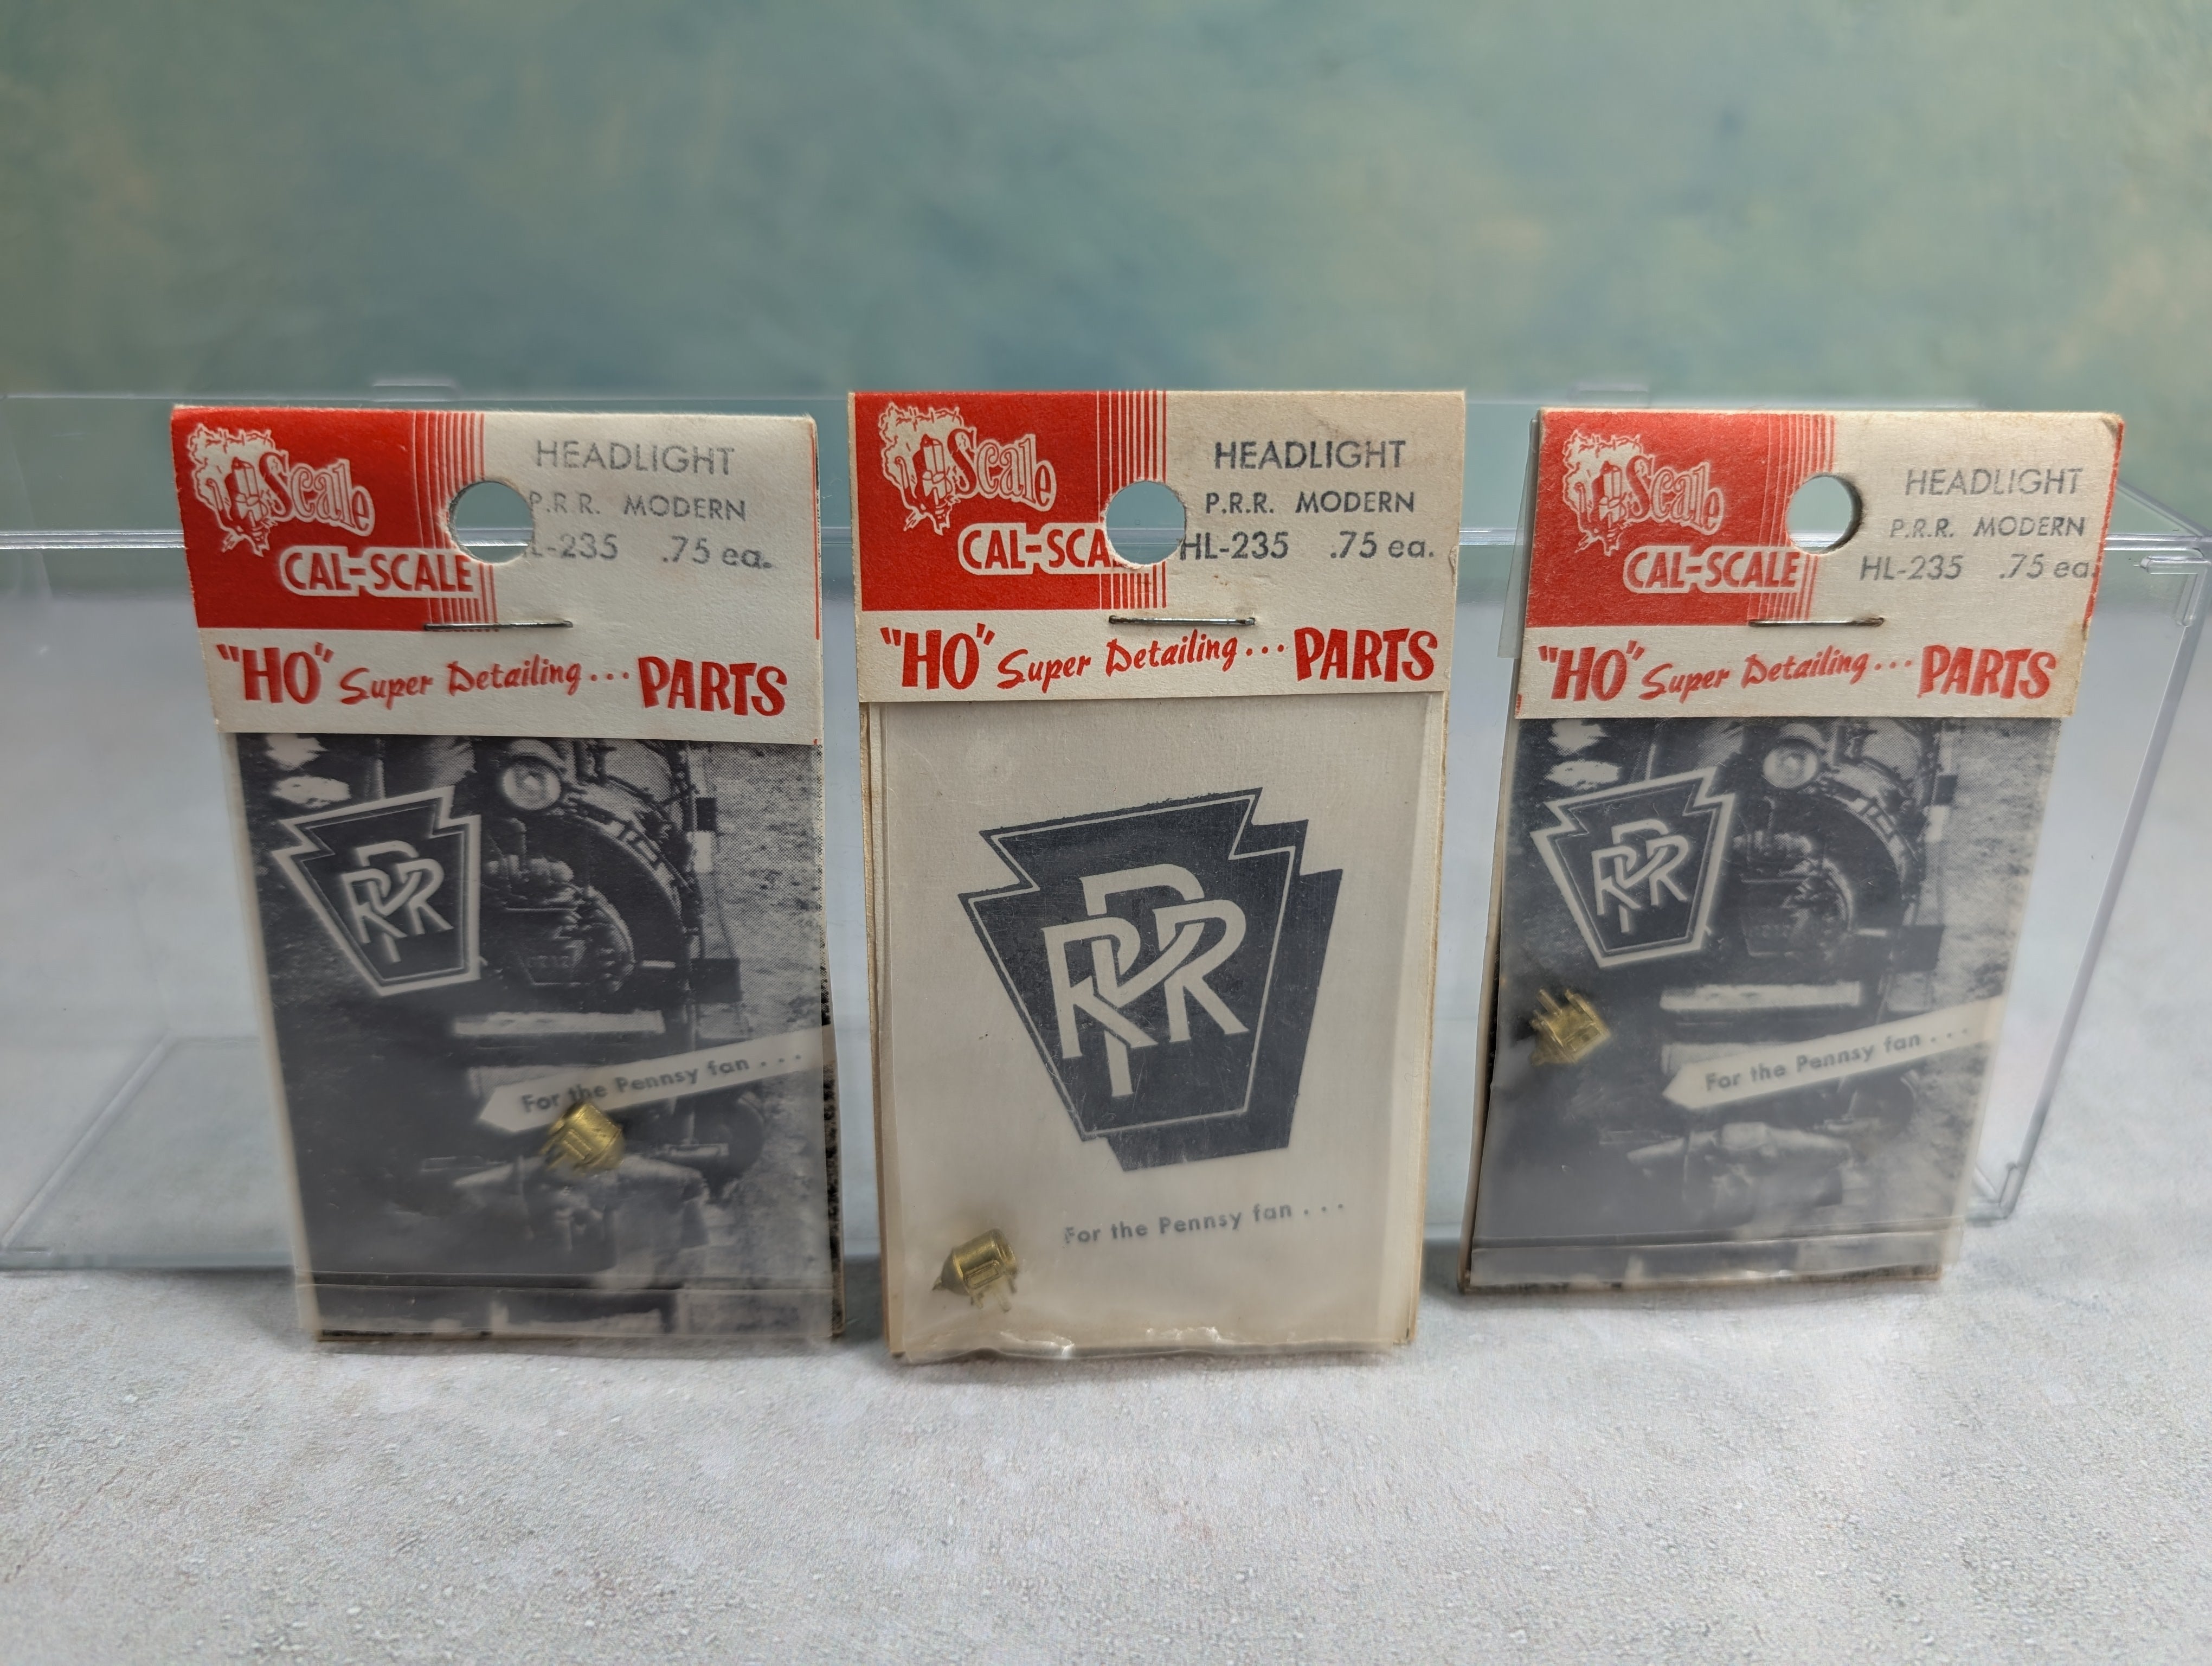 Scale
CAL-SCALE
HEADLIGHT
P.R.R. MODERN
L-235 .75 ea.
"HO" Super Detailing... PARTS
PRR
For the Pennsy fan...
Scale
CAL-SCA
HEADLIGHT
P.R.R. MODERN
HL-235 .75 ea.
"HO" Super Detailing... PARTS
PRR
For the Pennsy fan...
Scale
CAL-SCALE
HEADLIGHT
P.R.R. MODERN
HL-235 .75 ea.
"HO" Super Detailing... PARTS
PRR
For the Pennsy fan...